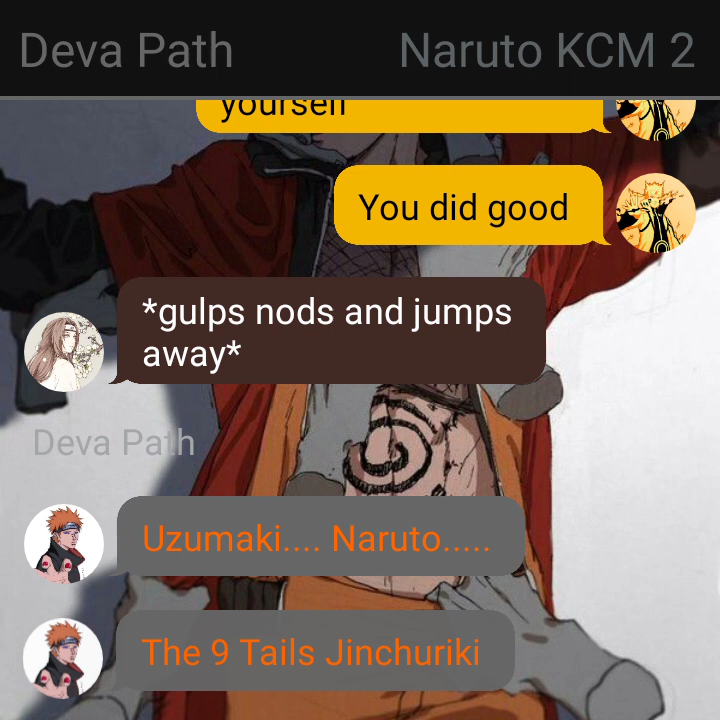 Deva Path
Naruto KCM 2
yourself
You did good
*gulps nods and jumps
away*
Deva Path
Uzumaki.... Naruto.....
The 9 Tails Jinchuriki